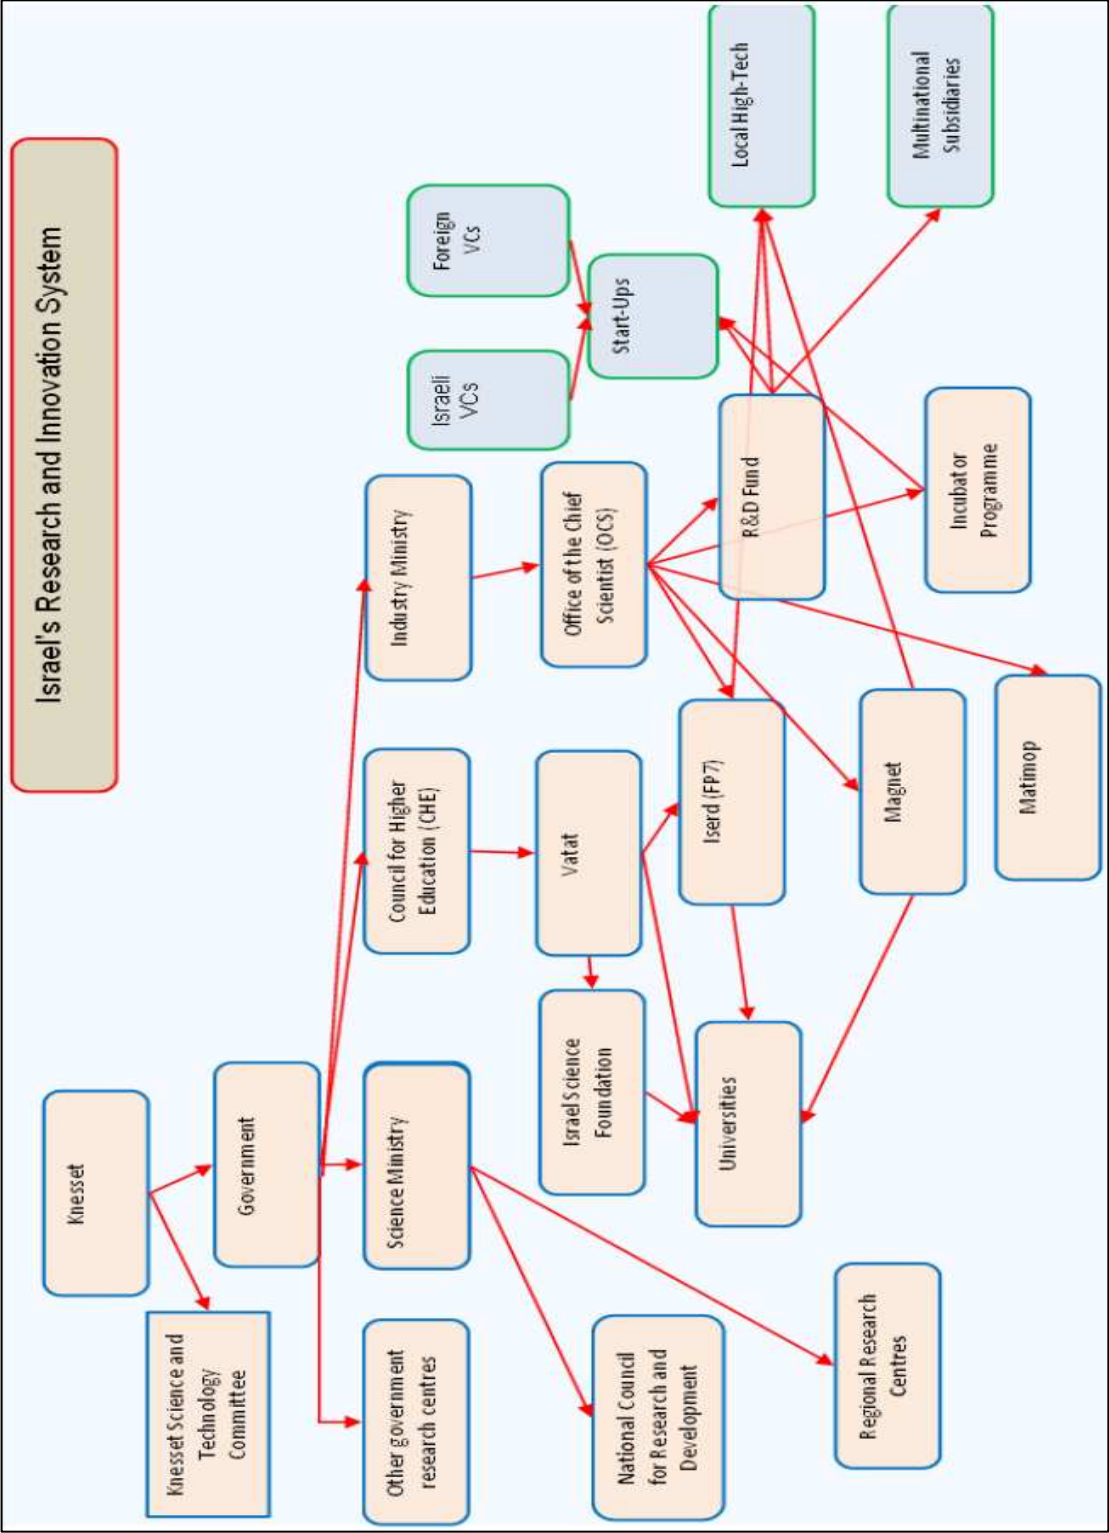 Israel's Research and Innovation System
Knesset
Knesset Science and
Technology
Committee
Government
Other government
research centres
Science Ministry
Council for Higher
Education (CHE)
Industry Ministry
Israeli
VCs
Foreign
VCs
National Council
for Research and
Development
Israel Science
Foundation
Vatat
Office of the Chief
Scientist (OCS)
Start-Ups
Universities
Iserd (FP7)
R&D Fund
Local High-Tech
Regional Research
Centres
Magnet
Incubator
Programme
Multinational
Subsidiaries
Matimop